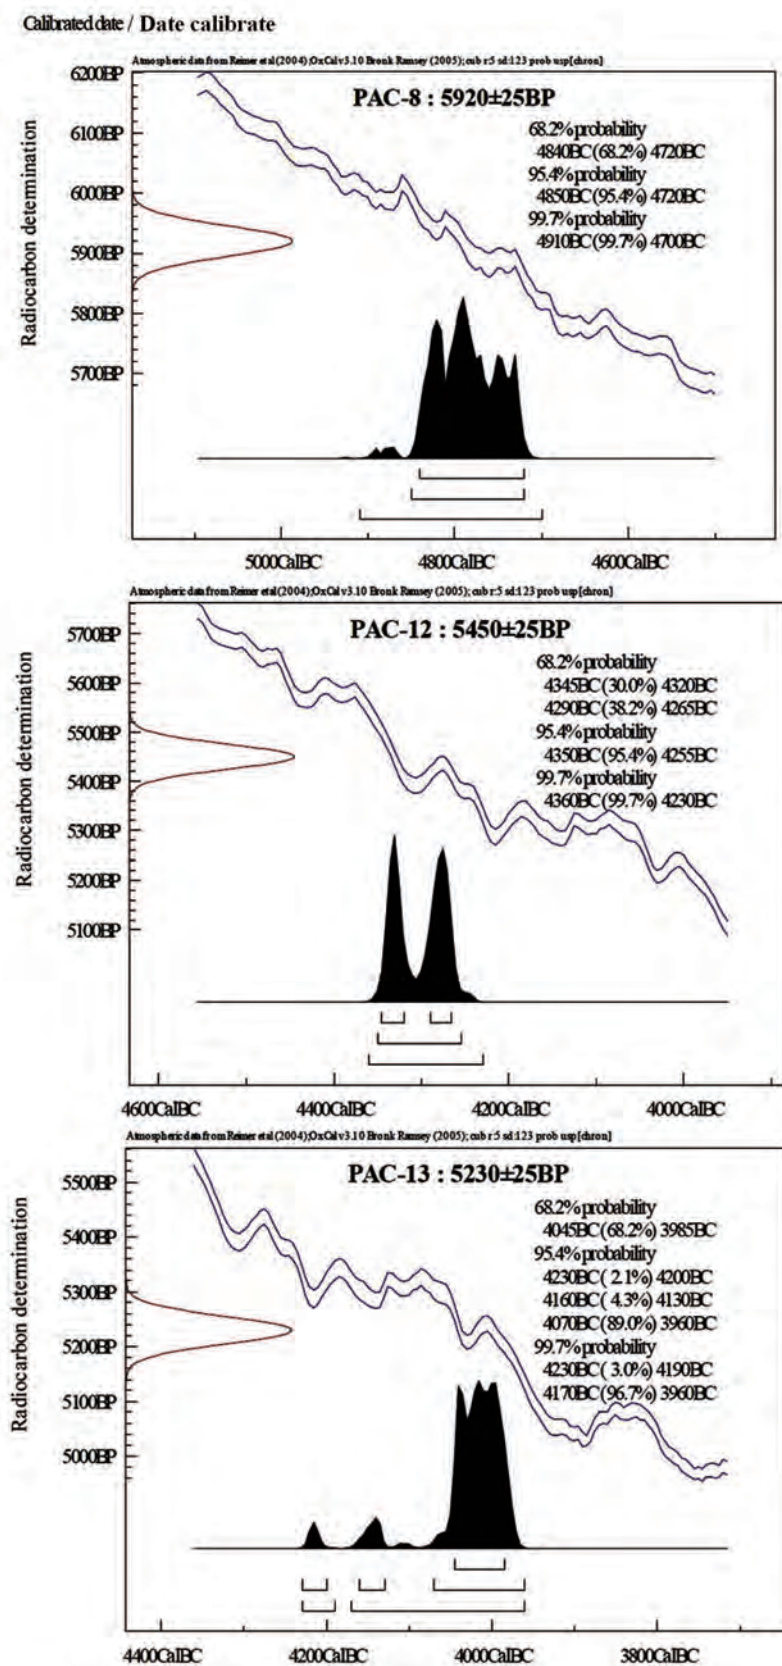 Calibrated date / Date calibrate
Atmospheric data from Reimer et al (2004);OxCal v3.10 Bronk Ramsey (2005); cub r:5 sd:123 prob usp[chron]
PAC-8 : 5920±25BP
68.2% probability
4840BC (68.2%) 4720BC
95.4% probability
4850BC (95.4%) 4720BC
99.7% probability
4910BC (99.7%) 4700BC
Radiocarbon determination
6200BP
6100BP
6000BP
5900BP
5800BP
5700BP
5000CalBC 4800CalBC 4600CalBC
Atmospheric data from Reimer et al (2004);OxCal v3.10 Bronk Ramsey (2005); cub r:5 sd:123 prob usp[chron]
PAC-12 : 5450±25BP
68.2% probability
4345BC (30.0%) 4320BC
4290BC (38.2%) 4265BC
95.4% probability
4350BC (95.4%) 4255BC
99.7% probability
4360BC (99.7%) 4230BC
Radiocarbon determination
5700BP
5600BP
5500BP
5400BP
5300BP
5200BP
5100BP
4600CalBC 4400CalBC 4200CalBC 4000CalBC
Atmospheric data from Reimer et al (2004);OxCal v3.10 Bronk Ramsey (2005); cub r:5 sd:123 prob usp[chron]
PAC-13 : 5230±25BP
68.2% probability
4045BC (68.2%) 3985BC
95.4% probability
4230BC ( 2.1%) 4200BC
4160BC ( 4.3%) 4130BC
4070BC (89.0%) 3960BC
99.7% probability
4230BC ( 3.0%) 4190BC
4170BC (96.7%) 3960BC
Radiocarbon determination
5500BP
5400BP
5300BP
5200BP
5100BP
5000BP
4400CalBC 4200CalBC 4000CalBC 3800CalBC